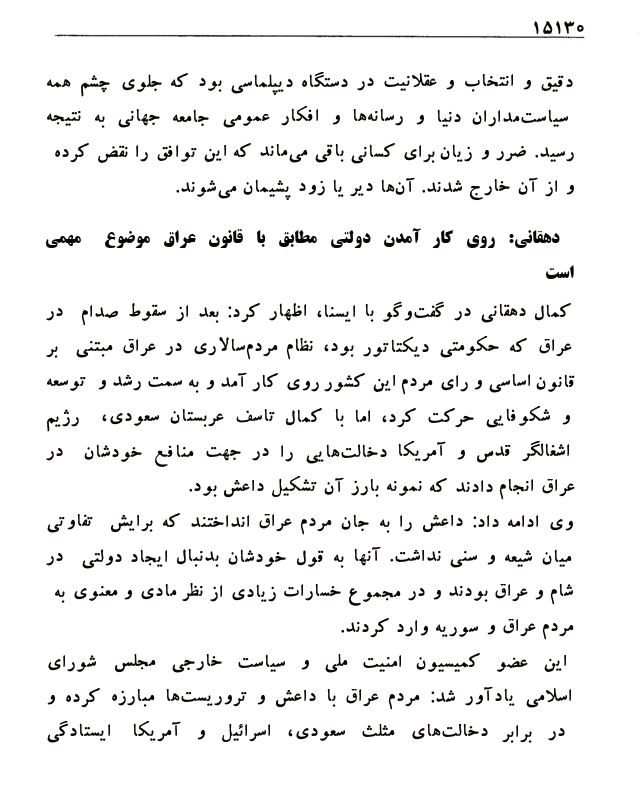 ۱۵۱۳۰
دقیق و انتخاب و عقلانیت در دستگاه دیپلماسی بود که جلوی چشم همه
سیاست‌مداران دنیا و رسانه‌ها و افکار عمومی جامعه جهانی به نتیجه
رسید. ضرر و زیان برای کسانی باقی می‌ماند که این توافق را نقض کرده
و از آن خارج شدند. آن‌ها دیر یا زود پشیمان می‌شوند.
دهقانی: روی کار آمدن دولتی مطابق با قانون عراق موضوع مهمی
است
کمال دهقانی در گفت‌وگو با ایسنا، اظهار کرد: بعد از سقوط صدام در
عراق که حکومتی دیکتاتور بود، نظام مردم‌سالاری در عراق مبتنی بر
قانون اساسی و رای مردم این کشور روی کار آمد و به سمت رشد و توسعه
و شکوفایی حرکت کرد، اما با کمال تاسف عربستان سعودی، رژیم
اشغالگر قدس و آمریکا دخالت‌هایی را در جهت منافع خودشان در
عراق انجام دادند که نمونه بارز آن تشکیل داعش بود.
وی ادامه داد: داعش را به جان مردم عراق انداختند که برایش تفاوتی
میان شیعه و سنی نداشت. آنها به قول خودشان بدنبال ایجاد دولتی در
شام و عراق بودند و در مجموع خسارات زیادی از نظر مادی و معنوی به
مردم عراق و سوریه وارد کردند.
این عضو کمیسیون امنیت ملی و سیاست خارجی مجلس شورای
اسلامی یادآور شد: مردم عراق با داعش و تروریست‌ها مبارزه کرده و
در برابر دخالت‌های مثلث سعودی، اسرائیل و آمریکا ایستادگی